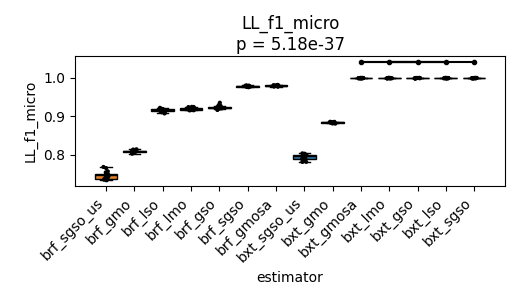 LL_f1_micro
p = 5.18e-37
LL_f1_micro
1.0
0.9
0.8
brf_sgso_us
brf_gmo
brf_lso
brf_lmo
brf_gso
brf_sgso
brf_gmosa
bxt_sgso_us
bxt_gmo
bxt_gmosa
bxt_lmo
bxt_gso
bxt_lso
bxt_sgso
estimator